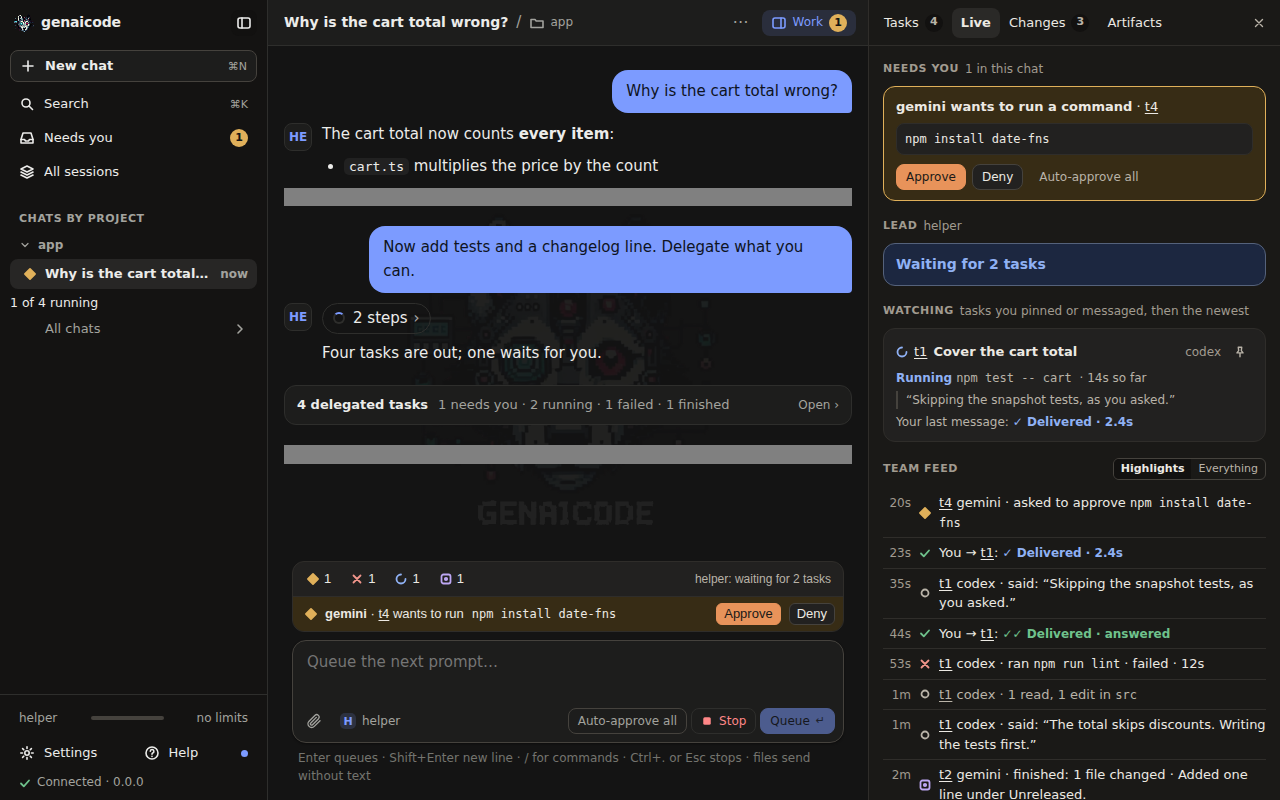 genaicode
New chat
⌘N
Search
⌘K
Needs you
1
All sessions
CHATS BY PROJECT
app
Why is the cart total...
now
1 of 4 running
All chats
helper
no limits
Settings
Help
Connected · 0.0.0
Why is the cart total wrong?
/
app
···
Work 1
Why is the cart total wrong?
HE
The cart total now counts every item:
• cart.ts multiplies the price by the count
Now add tests and a changelog line. Delegate what you
can.
HE
2 steps ›
Four tasks are out; one waits for you.
4 delegated tasks 1 needs you · 2 running · 1 failed · 1 finished
Open ›
GENAICODE
1 1 1 1
helper: waiting for 2 tasks
gemini · t4 wants to run npm install date-fns
Approve
Deny
Queue the next prompt…
H helper
Auto-approve all
Stop
Queue ↵
Enter queues · Shift+Enter new line · / for commands · Ctrl+. or Esc stops · files send
without text
Tasks 4
Live
Changes 3
Artifacts
NEEDS YOU 1 in this chat
gemini wants to run a command · t4
npm install date-fns
Approve
Deny
Auto-approve all
LEAD helper
Waiting for 2 tasks
WATCHING tasks you pinned or messaged, then the newest
t1 Cover the cart total
codex
Running npm test -- cart · 14s so far
“Skipping the snapshot tests, as you asked.”
Your last message: ✓ Delivered · 2.4s
TEAM FEED
Highlights
Everything
20s t4 gemini · asked to approve npm install date-
fns
23s You → t1: ✓ Delivered · 2.4s
35s t1 codex · said: “Skipping the snapshot tests, as
you asked.”
44s You → t1: ✓✓ Delivered · answered
53s t1 codex · ran npm run lint · failed · 12s
1m t1 codex · 1 read, 1 edit in src
1m t1 codex · said: “The total skips discounts. Writing
the tests first.”
2m t2 gemini · finished: 1 file changed · Added one
line under Unreleased.